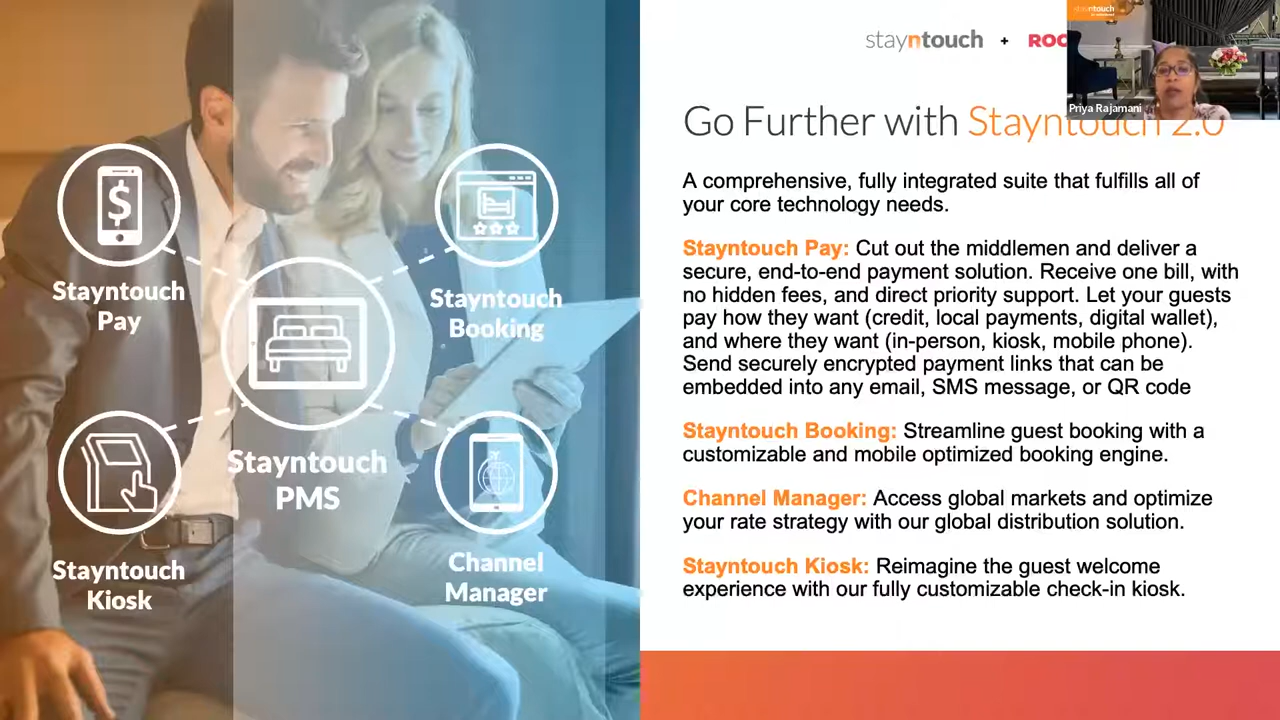 Stayntouch
Pay
Stayntouch
Booking
Stayntouch
PMS
Stayntouch
Kiosk
Channel
Manager
stayntouch + ROC
stayntouch
Priya Rajamani
Go Further with Stayntouch 2.0
A comprehensive, fully integrated suite that fulfills all of
your core technology needs.
Stayntouch Pay: Cut out the middlemen and deliver a
secure, end-to-end payment solution. Receive one bill, with
no hidden fees, and direct priority support. Let your guests
pay how they want (credit, local payments, digital wallet),
and where they want (in-person, kiosk, mobile phone).
Send securely encrypted payment links that can be
embedded into any email, SMS message, or QR code
Stayntouch Booking: Streamline guest booking with a
customizable and mobile optimized booking engine.
Channel Manager: Access global markets and optimize
your rate strategy with our global distribution solution.
Stayntouch Kiosk: Reimagine the guest welcome
experience with our fully customizable check-in kiosk.